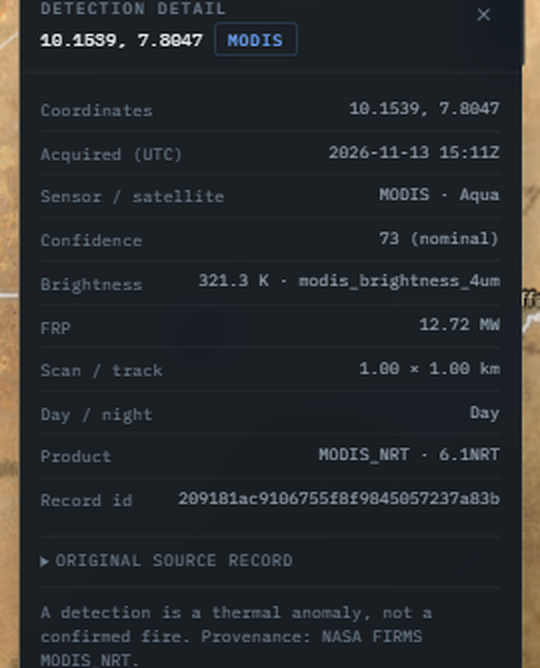 DETECTION DETAIL
×
10.1539, 7.8047 MODIS
Coordinates 10.1539, 7.8047
Acquired (UTC) 2026-11-13 15:11Z
Sensor / satellite MODIS · Aqua
Confidence 73 (nominal)
Brightness 321.3 K · modis_brightness_4um
FRP 12.72 MW
Scan / track 1.00 × 1.00 km
Day / night Day
Product MODIS_NRT · 6.1NRT
Record id 209181ac9106755f8f9845057237a83b
▶ ORIGINAL SOURCE RECORD
A detection is a thermal anomaly, not a
confirmed fire. Provenance: NASA FIRMS
MODIS_NRT.